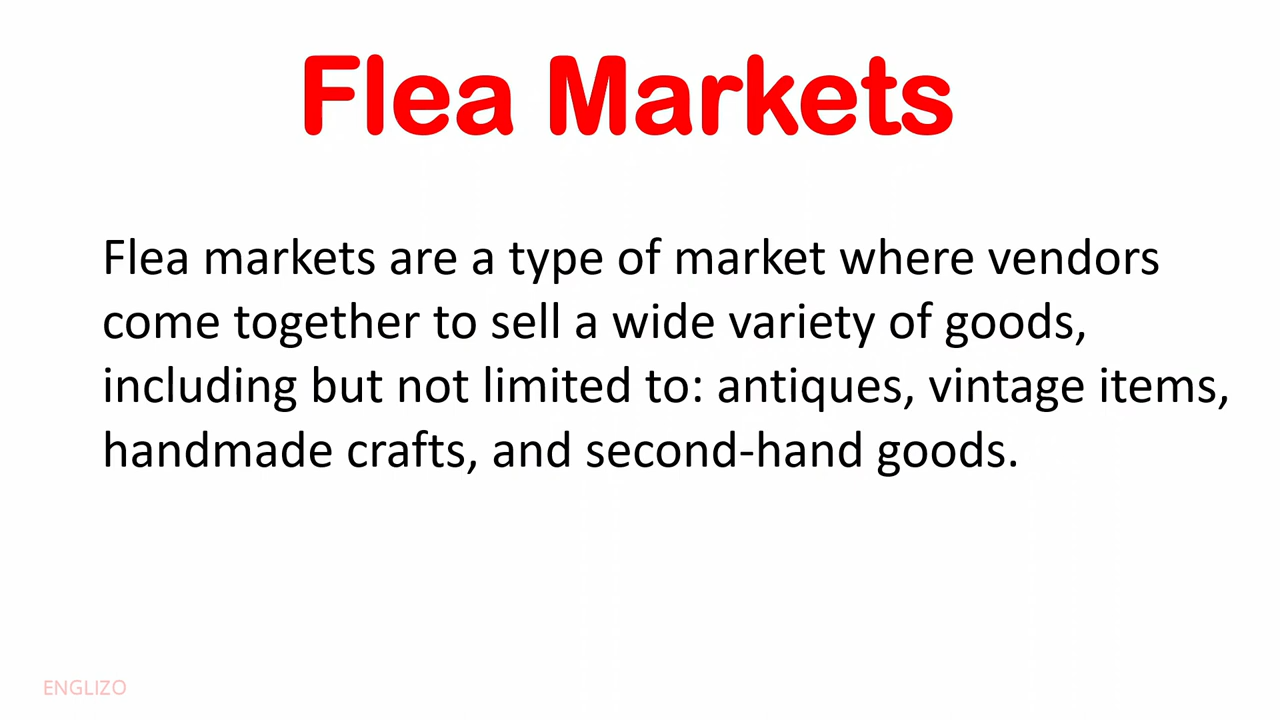 Flea Markets
Flea markets are a type of market where vendors
come together to sell a wide variety of goods,
including but not limited to: antiques, vintage items,
handmade crafts, and second-hand goods.
ENGLIZO